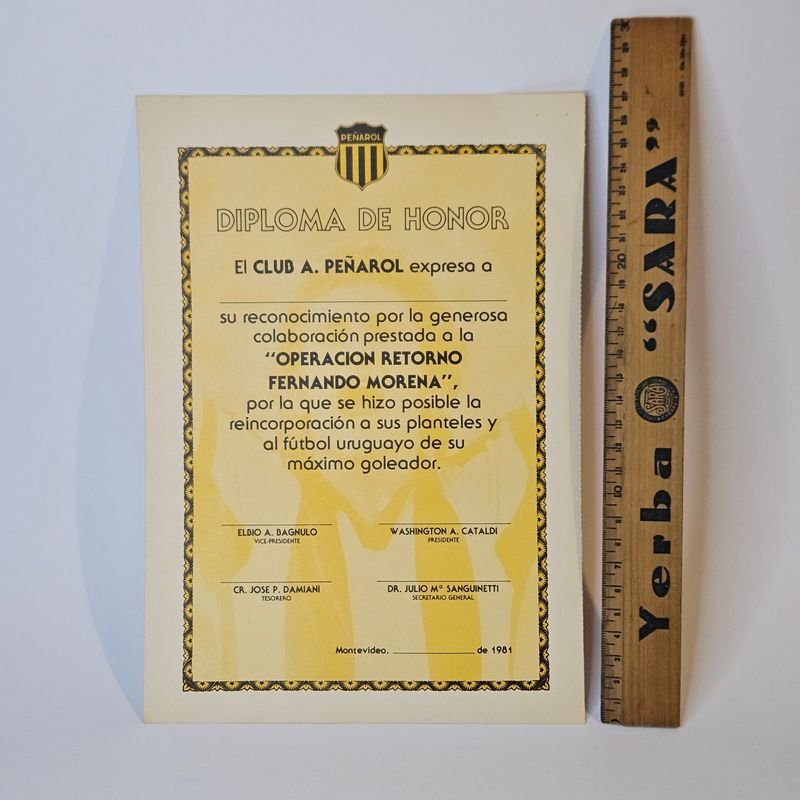 PEÑAROL
DIPLOMA DE HONOR
El CLUB A. PEÑAROL expresa a
su reconocimiento por la generosa
colaboración prestada a la
“OPERACION RETORNO
FERNANDO MORENA”,
por la que se hizo posible la
reincorporación a sus planteles y
al fútbol uruguayo de su
máximo goleador.
ELBIO A. BAGNULO
VICE-PRESIDENTE
WASHINGTON A. CATALDI
PRESIDENTE
CR. JOSE P. DAMIANI
TESORERO
DR. JULIO Mª SANGUINETTI
SECRETARIO GENERAL
Montevideo, de 1981
Yerba “SARA”
SARA
10
20